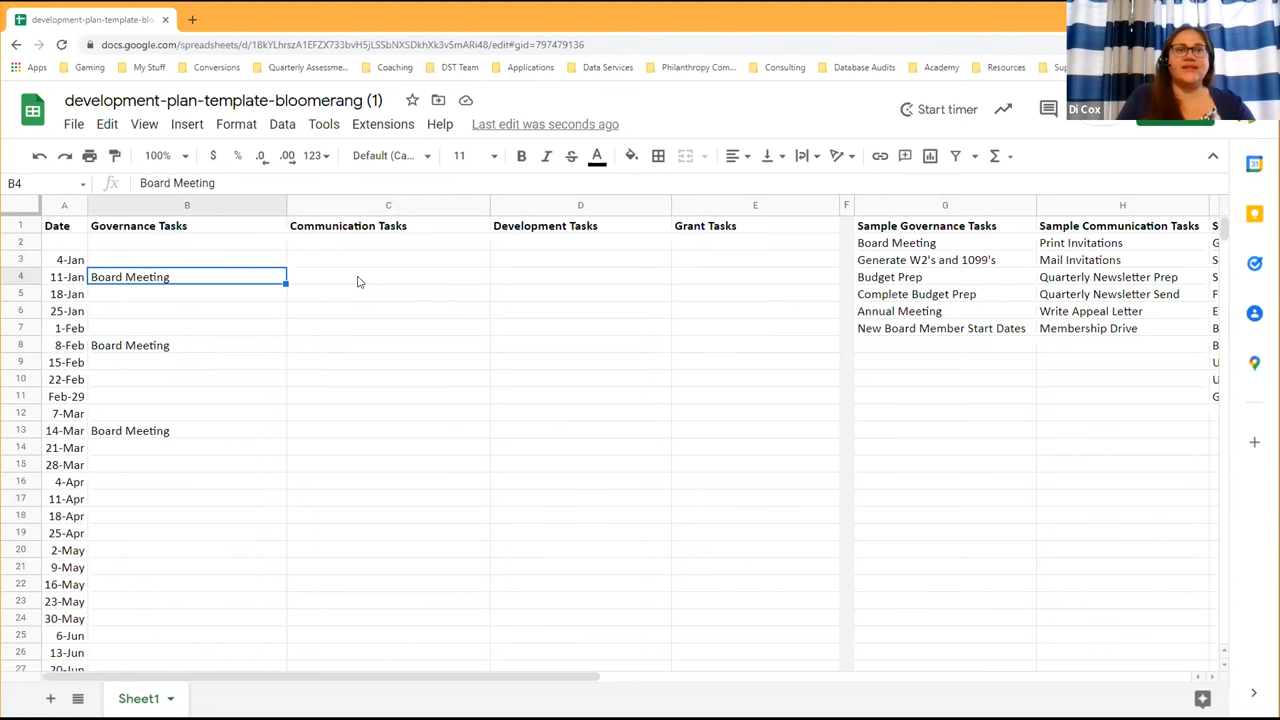 development-plan-template-bloo
docs.google.com/spreadsheets/d/1BkYLhrszA1EFZX733bvH5jLSSbNXSDkhXk3v5mARi48/edit#gid=797479136
Apps Gaming My Stuff Conversions Quarterly Assessme... Coaching DST Team Applications Data Services Philanthropy Com... Consulting Database Audits Academy Resources
Di Cox
development-plan-template-bloomerang (1)
Start timer
File Edit View Insert Format Data Tools Extensions Help Last edit was seconds ago
100% $ % .0 .00 123 Default (Ca... 11 B I S A
B4 fx Board Meeting
A B C D E F G H
1 Date Governance Tasks Communication Tasks Development Tasks Grant Tasks Sample Governance Tasks Sample Communication Tasks S
2 Board Meeting Print Invitations G
3 4-Jan Generate W2's and 1099's Mail Invitations S
4 11-Jan Board Meeting Budget Prep Quarterly Newsletter Prep S
5 18-Jan Complete Budget Prep Quarterly Newsletter Send F
6 25-Jan Annual Meeting Write Appeal Letter E
7 1-Feb New Board Member Start Dates Membership Drive B
8 8-Feb Board Meeting B
9 15-Feb U
10 22-Feb U
11 Feb-29 G
12 7-Mar
13 14-Mar Board Meeting
14 21-Mar
15 28-Mar
16 4-Apr
17 11-Apr
18 18-Apr
19 25-Apr
20 2-May
21 9-May
22 16-May
23 23-May
24 30-May
25 6-Jun
26 13-Jun
27 20-Jun
Sheet1